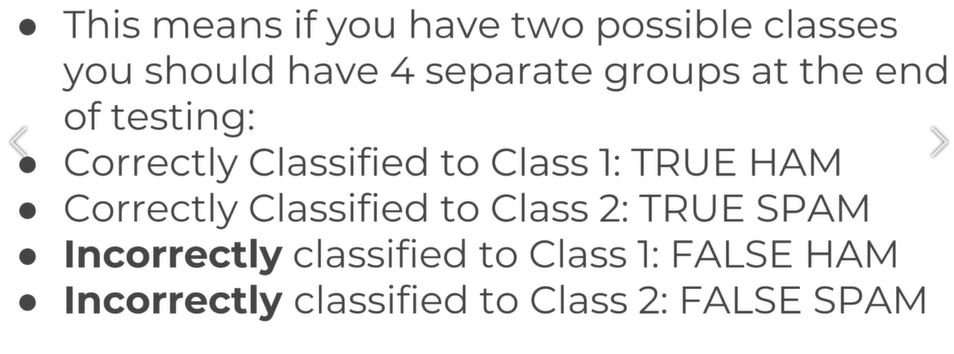 ● This means if you have two possible classes
you should have 4 separate groups at the end
of testing:
● Correctly Classified to Class 1: TRUE HAM
● Correctly Classified to Class 2: TRUE SPAM
● Incorrectly classified to Class 1: FALSE HAM
● Incorrectly classified to Class 2: FALSE SPAM